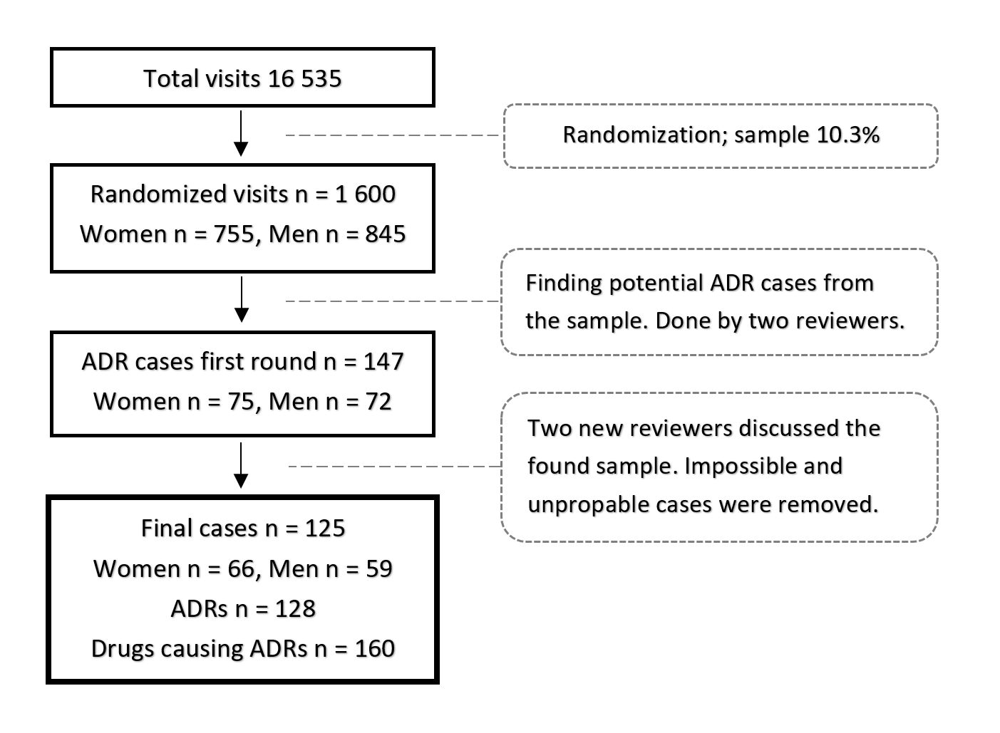 Total visits 16 535
Randomization; sample 10.3%
Randomized visits n = 1 600
Women n = 755, Men n = 845
Finding potential ADR cases from
the sample. Done by two reviewers.
ADR cases first round n = 147
Women n = 75, Men n = 72
Two new reviewers discussed the
found sample. Impossible and
unpropable cases were removed.
Final cases n = 125
Women n = 66, Men n = 59
ADRs n = 128
Drugs causing ADRs n = 160